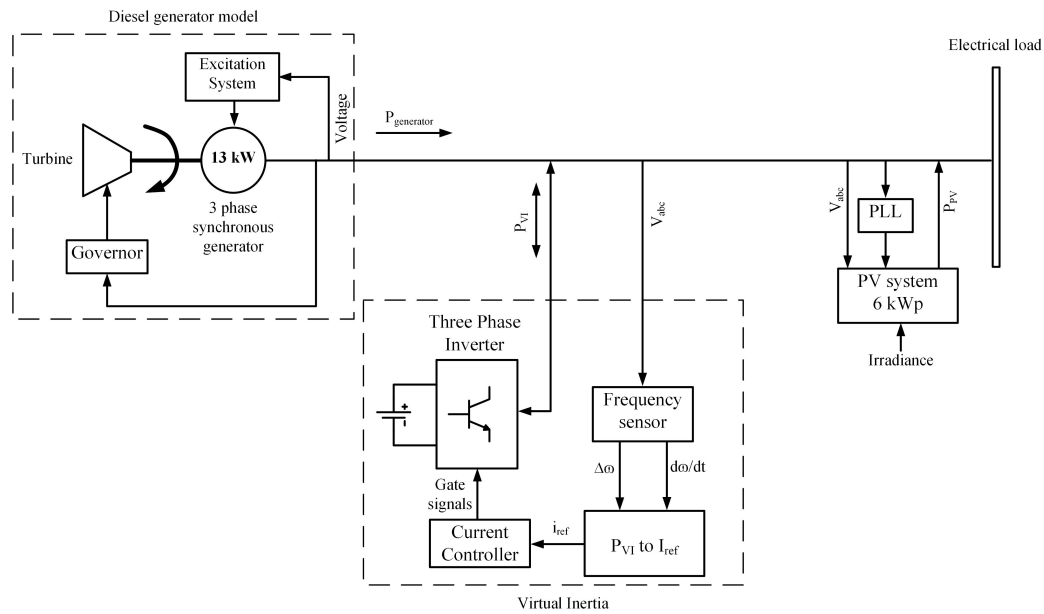 Diesel generator model
Electrical load
Excitation
System
Voltage
P_generator
Turbine
13 kW
3 phase
synchronous
generator
Governor
P_VI
V_abc
V_abc
PLL
P_PV
PV system
6 kWp
Irradiance
Three Phase
Inverter
+
-
Frequency
sensor
Δω
dω/dt
Gate
signals
Current
Controller
i_ref
P_VI to I_ref
Virtual Inertia